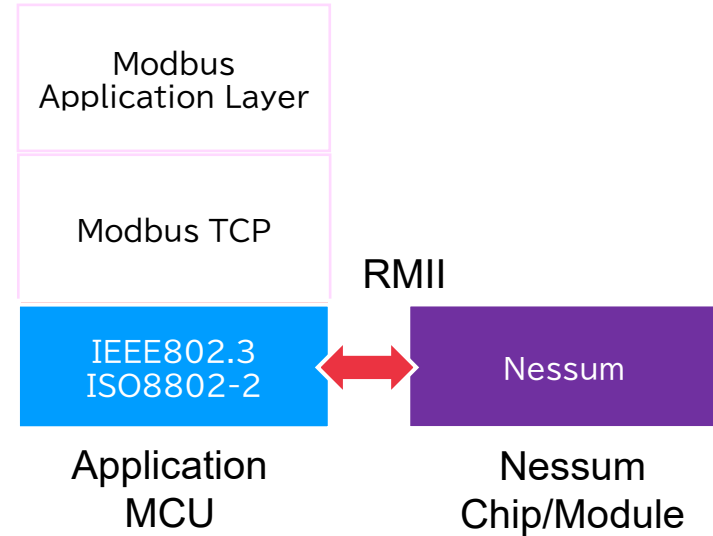 Modbus
Application Layer
Modbus TCP
RMII
IEEE802.3
ISO8802-2
Nessum
Application
MCU
Nessum
Chip/Module